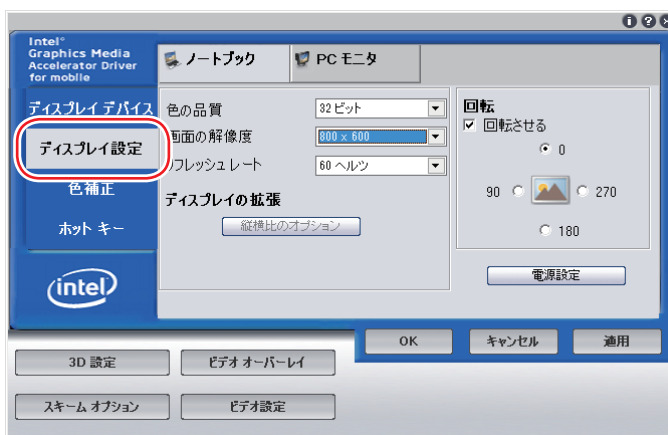 Intel®
Graphics Media
Accelerator Driver
for mobile
ノートブック
PC モニタ
ディスプレイ デバイス
ディスプレイ設定
色補正
ホット キー
intel
色の品質
32 ビット
画面の解像度
800 x 600
リフレッシュ レート
60 ヘルツ
ディスプレイの拡張
縦横比のオプション
回転
回転させる
0
90
270
180
電源設定
OK
キャンセル
適用
3D 設定
ビデオ オーバーレイ
スキーム オプション
ビデオ設定